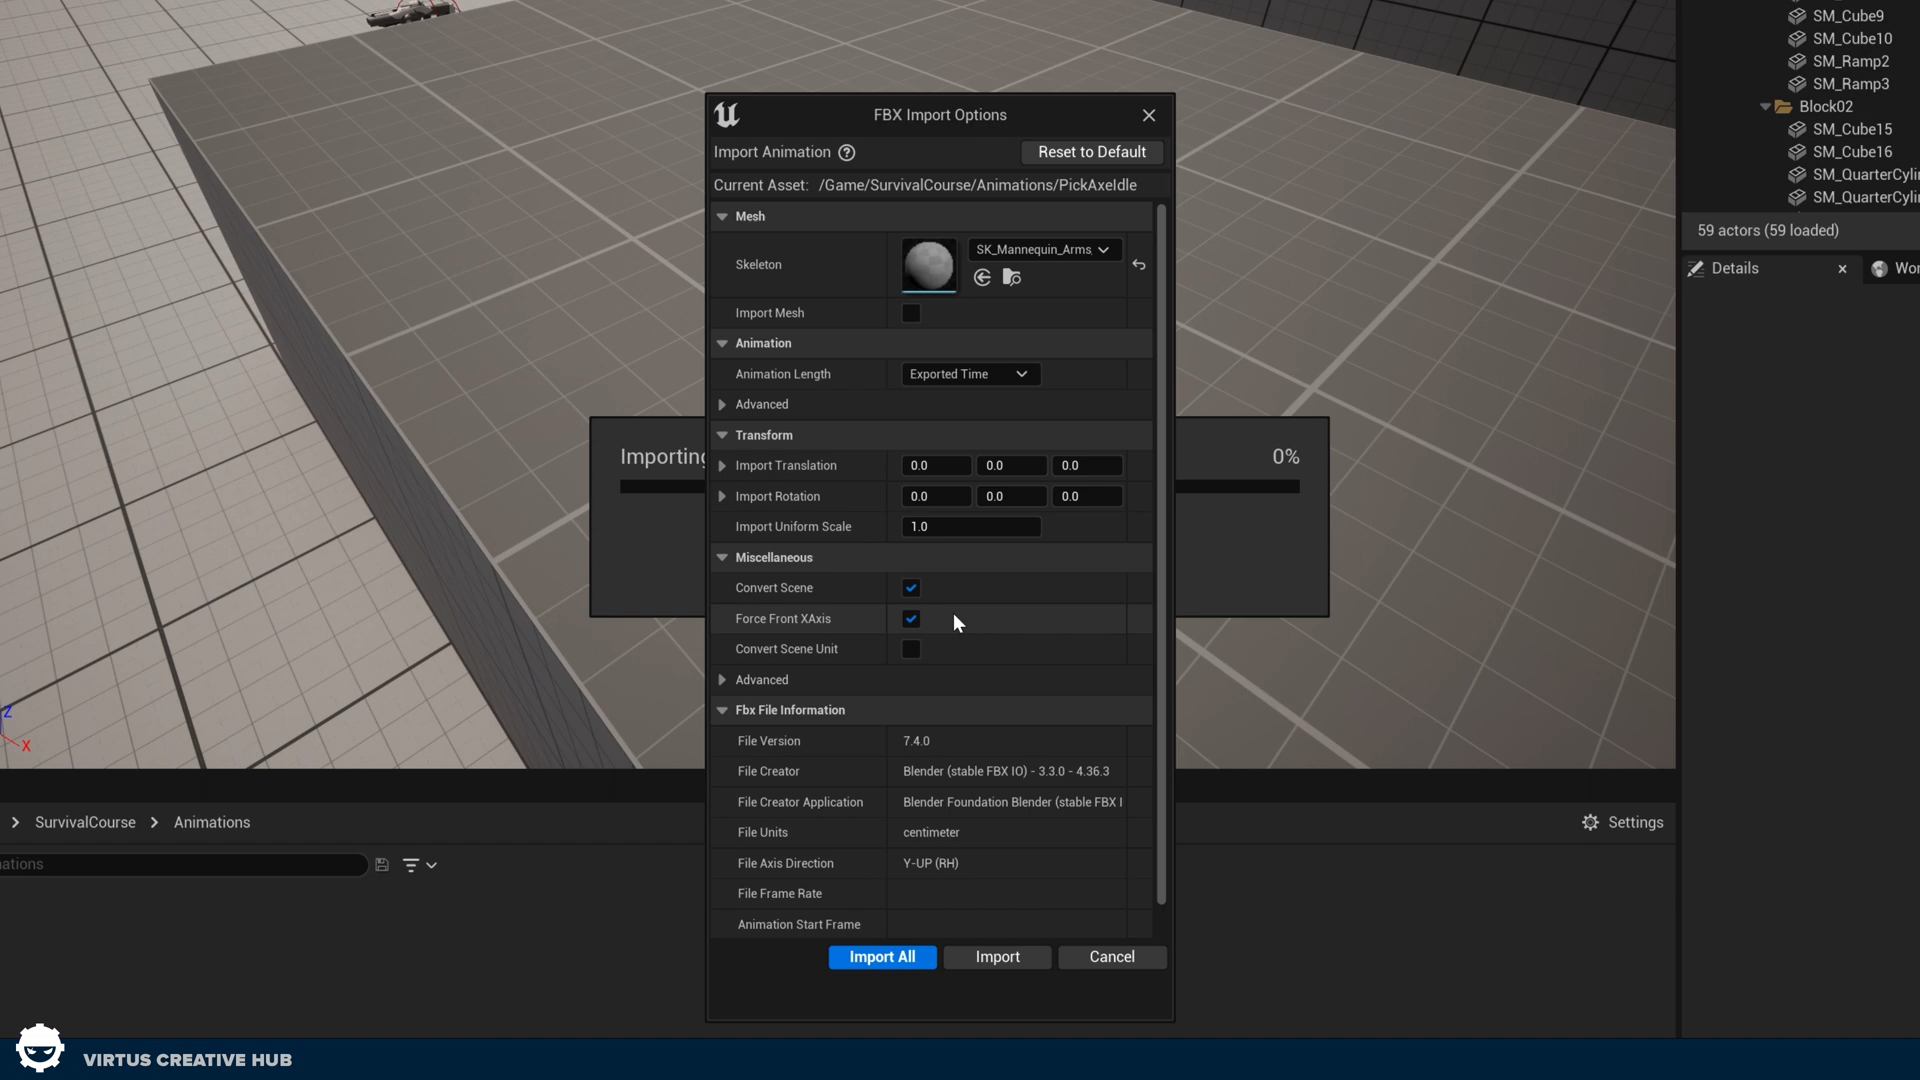 SM_Cube9
SM_Cube10
SM_Ramp2
SM_Ramp3
Block02
SM_Cube15
SM_Cube16
SM_QuarterCyli
SM_QuarterCyli
59 actors (59 loaded)
Details
Wo
FBX Import Options
Import Animation
Reset to Default
Current Asset: /Game/SurvivalCourse/Animations/PickAxeIdle
Mesh
Skeleton
SK_Mannequin_Arms
Import Mesh
Animation
Animation Length
Exported Time
Advanced
Transform
Import Translation 0.0 0.0 0.0
Import Rotation 0.0 0.0 0.0
Import Uniform Scale 1.0
Miscellaneous
Convert Scene
Force Front XAxis
Convert Scene Unit
Advanced
Fbx File Information
File Version 7.4.0
File Creator Blender (stable FBX IO) - 3.3.0 - 4.36.3
File Creator Application Blender Foundation Blender (stable FBX I
File Units centimeter
File Axis Direction Y-UP (RH)
File Frame Rate
Animation Start Frame
Import All Import Cancel
Importing
0%
Z
X
SurvivalCourse > Animations
Settings
nations
VIRTUS CREATIVE HUB